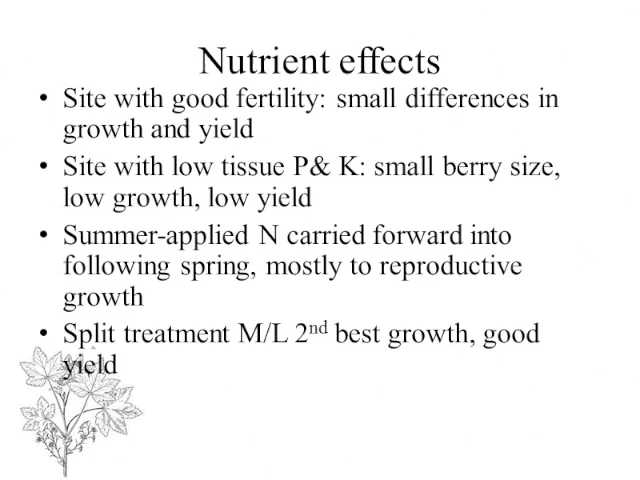 Nutrient effects
• Site with good fertility: small differences in
growth and yield
• Site with low tissue P& K: small berry size,
low growth, low yield
• Summer-applied N carried forward into
following spring, mostly to reproductive
growth
• Split treatment M/L 2nd best growth, good
yield